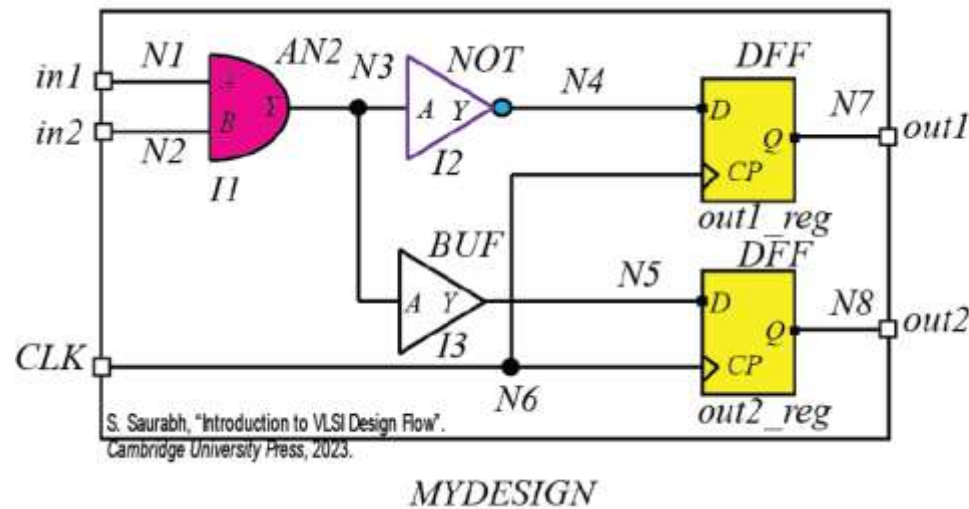 AN2
DFF
N1
N3
NOT
N4
N7
in1
A
Y
D
in2
B
Q
out1
N2
CP
I1
I2
out1_reg
BUF
DFF
N5
N8
A
Y
D
Q
out2
I3
CLK
CP
N6
out2_reg
S. Saurabh, "Introduction to VLSI Design Flow".
Cambridge University Press, 2023.
MYDESIGN